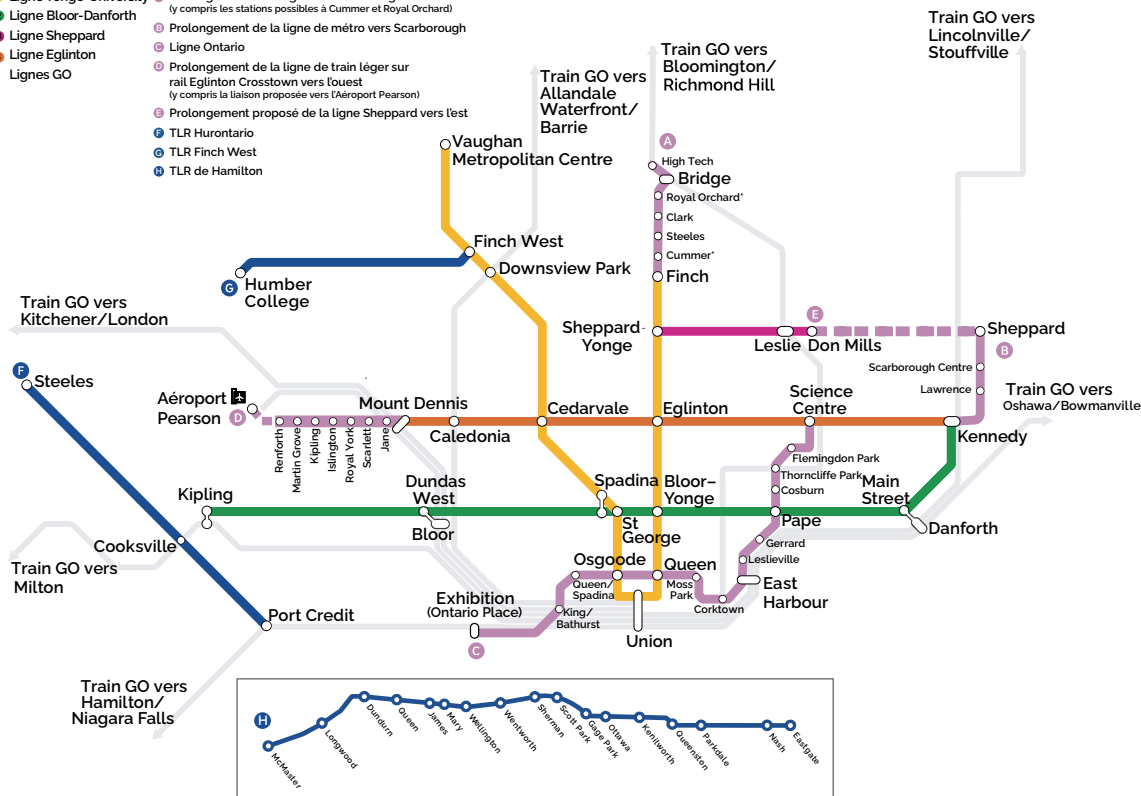 (y compris les stations possibles à Cummer et Royal Orchard)
Ligne Bloor-Danforth
Ligne Sheppard
Ligne Eglinton
Lignes GO
B Prolongement de la ligne de métro vers Scarborough
C Ligne Ontario
D Prolongement de la ligne de train léger sur
rail Eglinton Crosstown vers l'ouest
(y compris la liaison proposée vers l'Aéroport Pearson)
E Prolongement proposé de la ligne Sheppard vers l'est
F TLR Hurontario
G TLR Finch West
H TLR de Hamilton
Train GO vers
Lincolnville/
Stouffville
Train GO vers
Bloomington/
Richmond Hill
Train GO vers
Allandale
Waterfront/
Barrie
Vaughan
Metropolitan Centre
A
High Tech
Bridge
Royal Orchard*
Clark
Steeles
Cummer*
Finch
Finch West
Downsview Park
G
Humber
College
Train GO vers
Kitchener/London
Sheppard-
Yonge
Leslie
E
Don Mills
Sheppard
B
Scarborough Centre
Lawrence
Train GO vers
Oshawa/Bowmanville
F
Steeles
Aéroport
Pearson
D
Renforth
Martin Grove
Kipling
Islington
Royal York
Scarlett
Jane
Mount Dennis
Caledonia
Cedarvale
Eglinton
Science
Centre
Kennedy
Flemingdon Park
Thorncliffe Park
Cosburn
Kipling
Dundas
West
Bloor
Spadina
Bloor-
Yonge
St
George
Pape
Main
Street
Danforth
Cooksville
Train GO vers
Milton
Gerrard
Leslieville
East
Harbour
Osgoode
Queen
Queen/
Spadina
Moss
Park
Corktown
King/
Bathurst
Exhibition
(Ontario Place)
C
Union
Port Credit
Train GO vers
Hamilton/
Niagara Falls
H
McMaster
Longwood
Dundurn
Queen
James
Mary
Wellington
Wentworth
Sherman
Scott Park
Gage Park
Ottawa
Kenilworth
Queenston
Parkdale
Nash
Eastgate